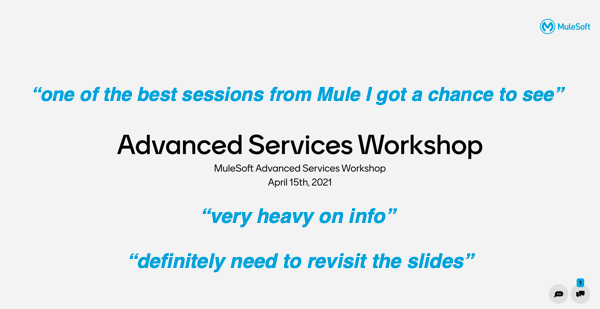 MuleSoft
“one of the best sessions from Mule I got a chance to see”
Advanced Services Workshop
MuleSoft Advanced Services Workshop
April 15th, 2021
“very heavy on info”
“definitely need to revisit the slides”
1